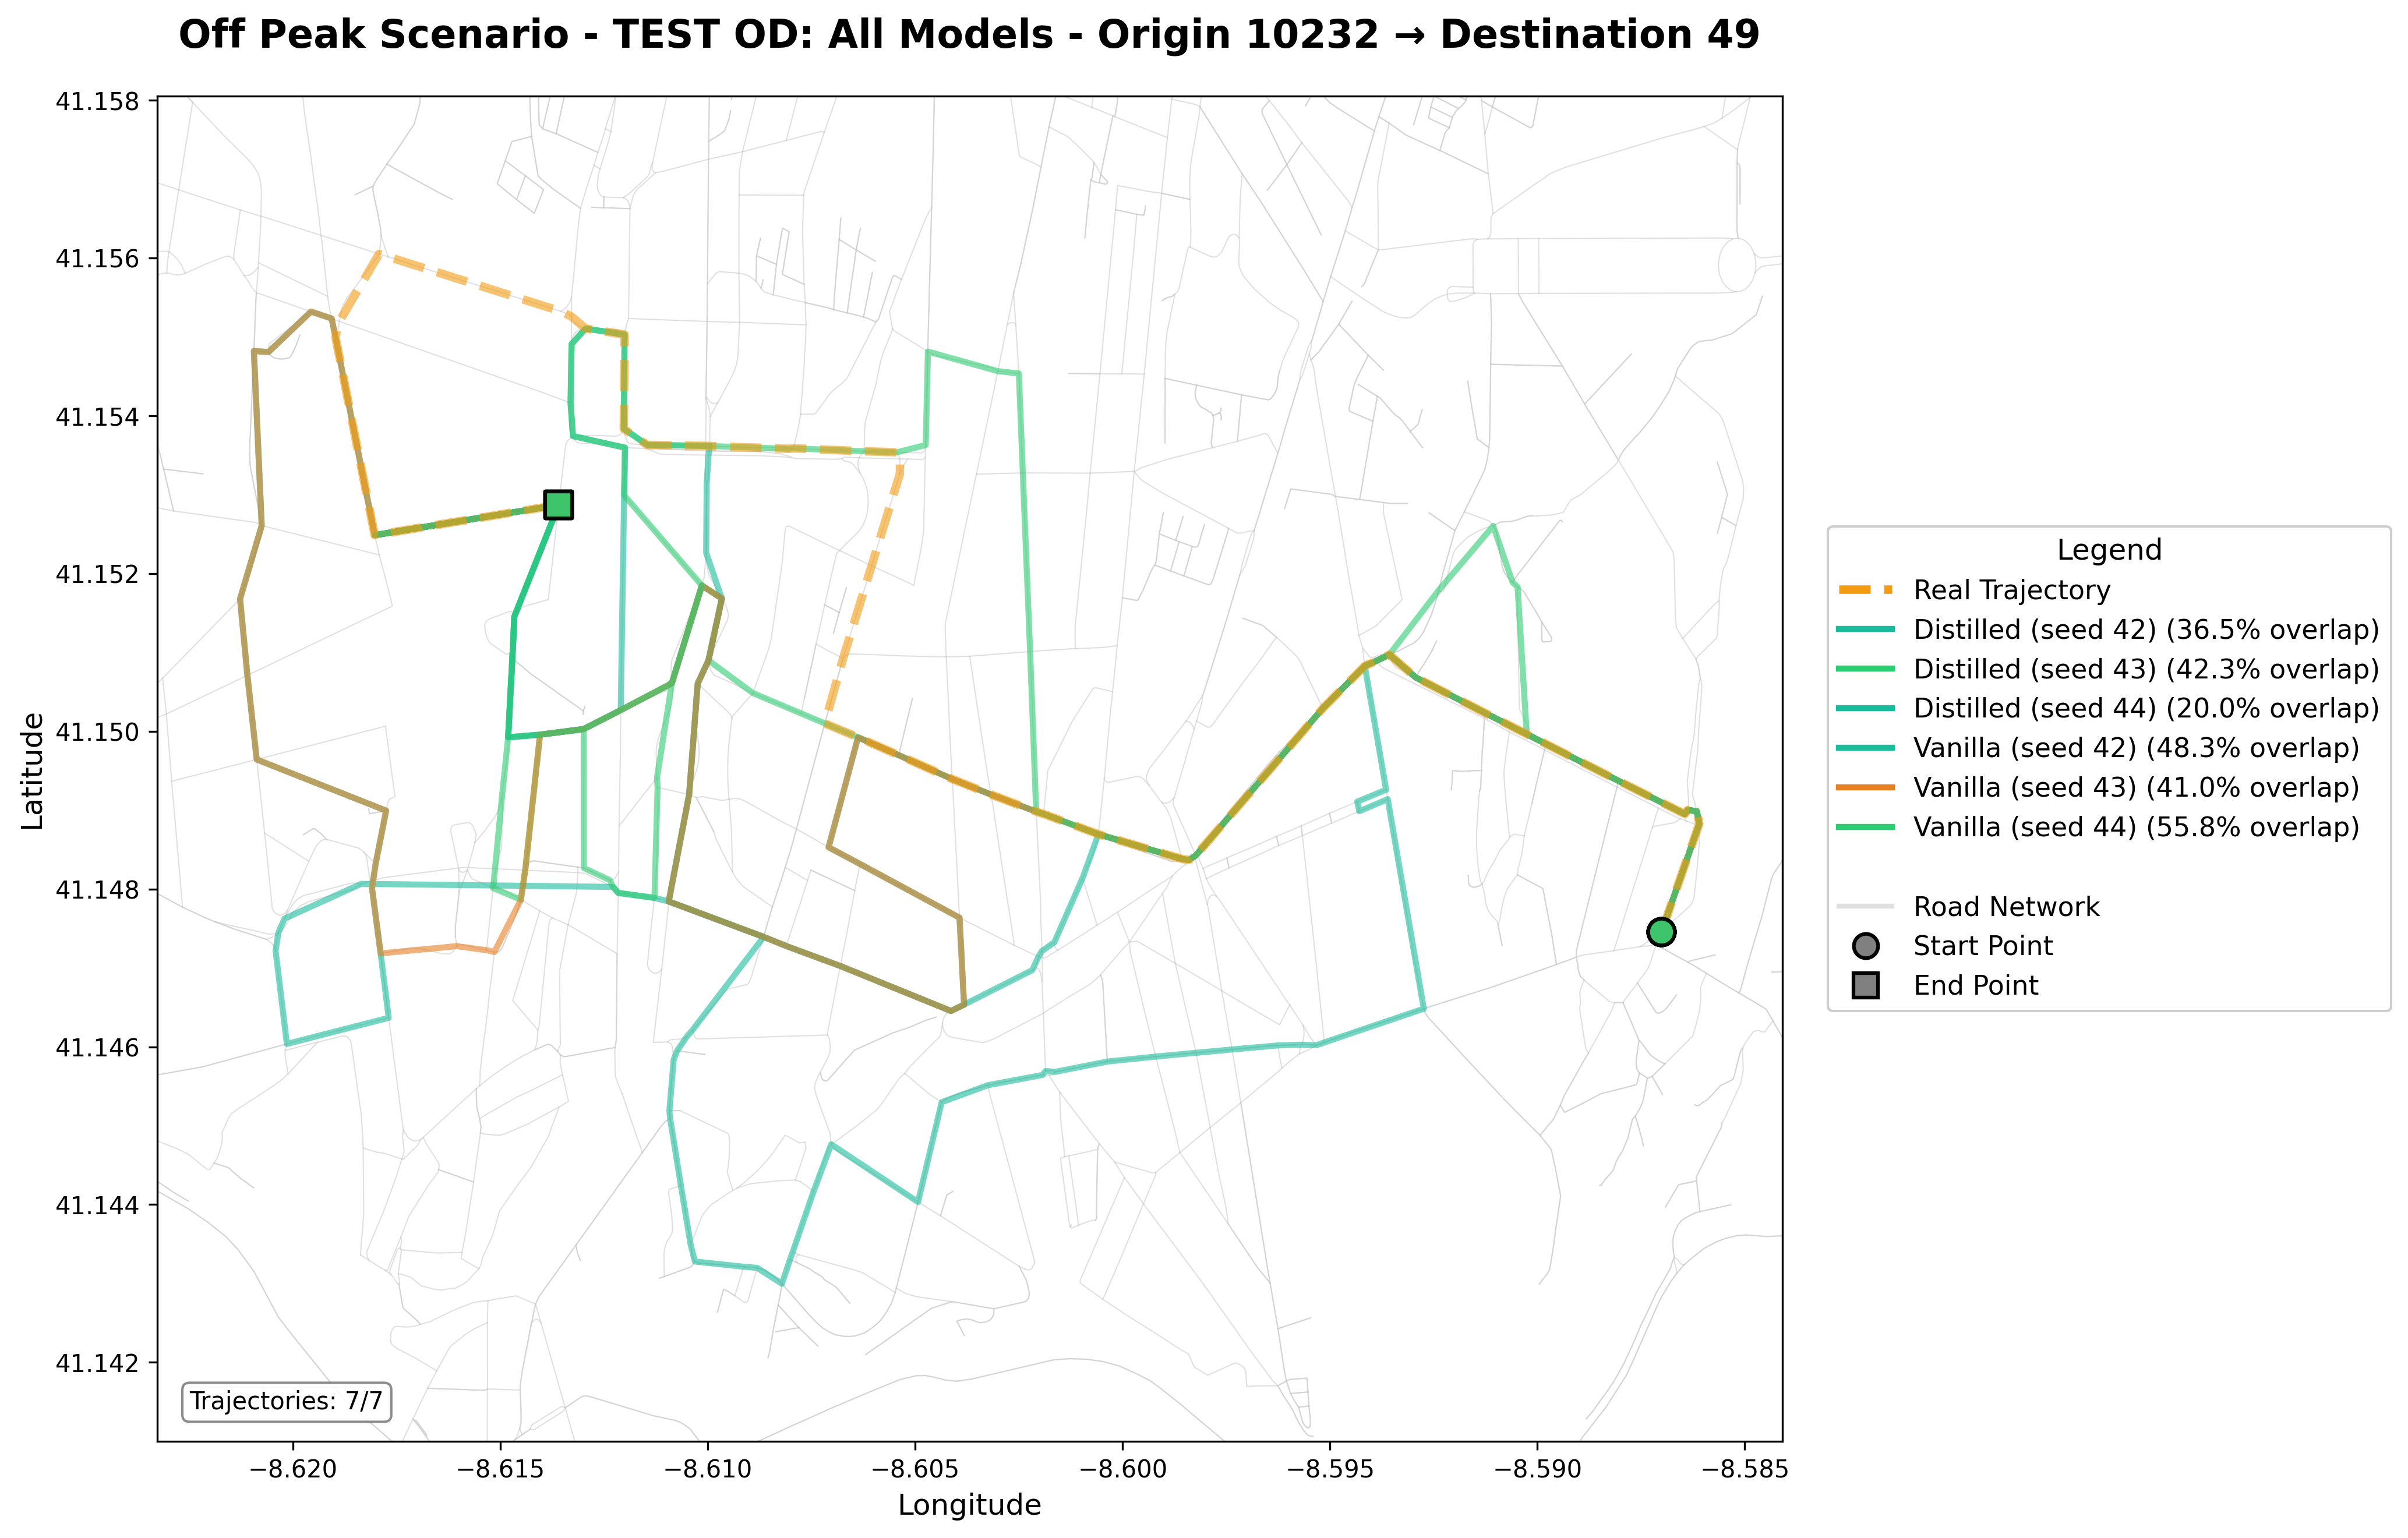 Off Peak Scenario - TEST OD: All Models - Origin 10232 → Destination 49
41.158
41.156
41.154
41.152
41.150
41.148
41.146
41.144
41.142
Latitude
−8.620
−8.615
−8.610
−8.605
−8.600
−8.595
−8.590
−8.585
Longitude
Trajectories: 7/7
Legend
Real Trajectory
Distilled (seed 42) (36.5% overlap)
Distilled (seed 43) (42.3% overlap)
Distilled (seed 44) (20.0% overlap)
Vanilla (seed 42) (48.3% overlap)
Vanilla (seed 43) (41.0% overlap)
Vanilla (seed 44) (55.8% overlap)
Road Network
Start Point
End Point